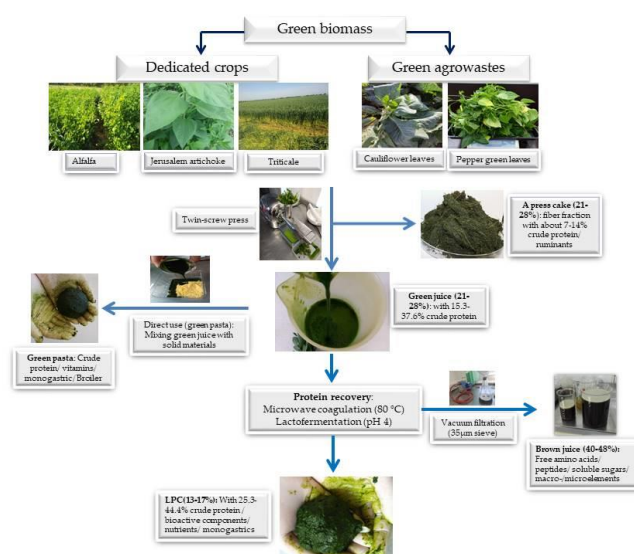 Green biomass
Dedicated crops
Green agrowastes
Alfalfa
Jerusalem artichoke
Triticale
Cauliflower leaves
Pepper green leaves
Twin-screw press
A press cake (21-
28%): fiber fraction
with about 7-14%
crude protein/
ruminants
Green juice (21-
28%): with 15.3-
37.6% crude protein
Direct use (green pasta):
Mixing green juice with
solid materials
Green pasta: Crude
protein/ vitamins/
monogastric/ Broiler
Protein recovery:
Microwave coagulation (80 °C)
Lactofermentation (pH 4)
Vacuum filtration
(35µm sieve)
Brown juice (40-48%):
Free amino acids/
peptides/ soluble sugars/
macro-/microelements
LPC(13-17%): With 25.3-
44.4% crude protein/
bioactive components/
nutrients/ monogastrics